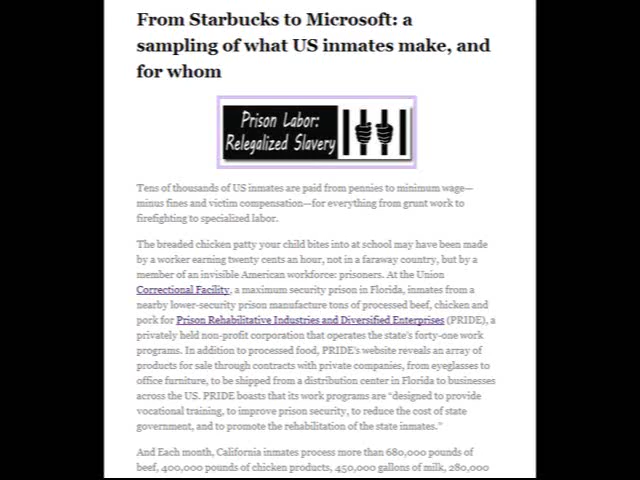 From Starbucks to Microsoft: a
sampling of what US inmates make, and
for whom
Prison Labor:
Relegalized Slavery
Tens of thousands of US inmates are paid from pennies to minimum wage—
minus fines and victim compensation—for everything from grunt work to
firefighting to specialized labor.
The breaded chicken patty your child bites into at school may have been made
by a worker earning twenty cents an hour, not in a faraway country, but by a
member of an invisible American workforce: prisoners. At the Union
Correctional Facility, a maximum security prison in Florida, inmates from a
nearby lower-security prison manufacture tons of processed beef, chicken and
pork for Prison Rehabilitative Industries and Diversified Enterprises (PRIDE), a
privately held non-profit corporation that operates the state's forty-one work
programs. In addition to processed food, PRIDE's website reveals an array of
products for sale through contracts with private companies, from eyeglasses to
office furniture, to be shipped from a distribution center in Florida to businesses
across the US. PRIDE boasts that its work programs are “designed to provide
vocational training, to improve prison security, to reduce the cost of state
government, and to promote the rehabilitation of the state inmates.”
And Each month, California inmates process more than 680,000 pounds of
beef, 400,000 pounds of chicken products, 450,000 gallons of milk, 280,000